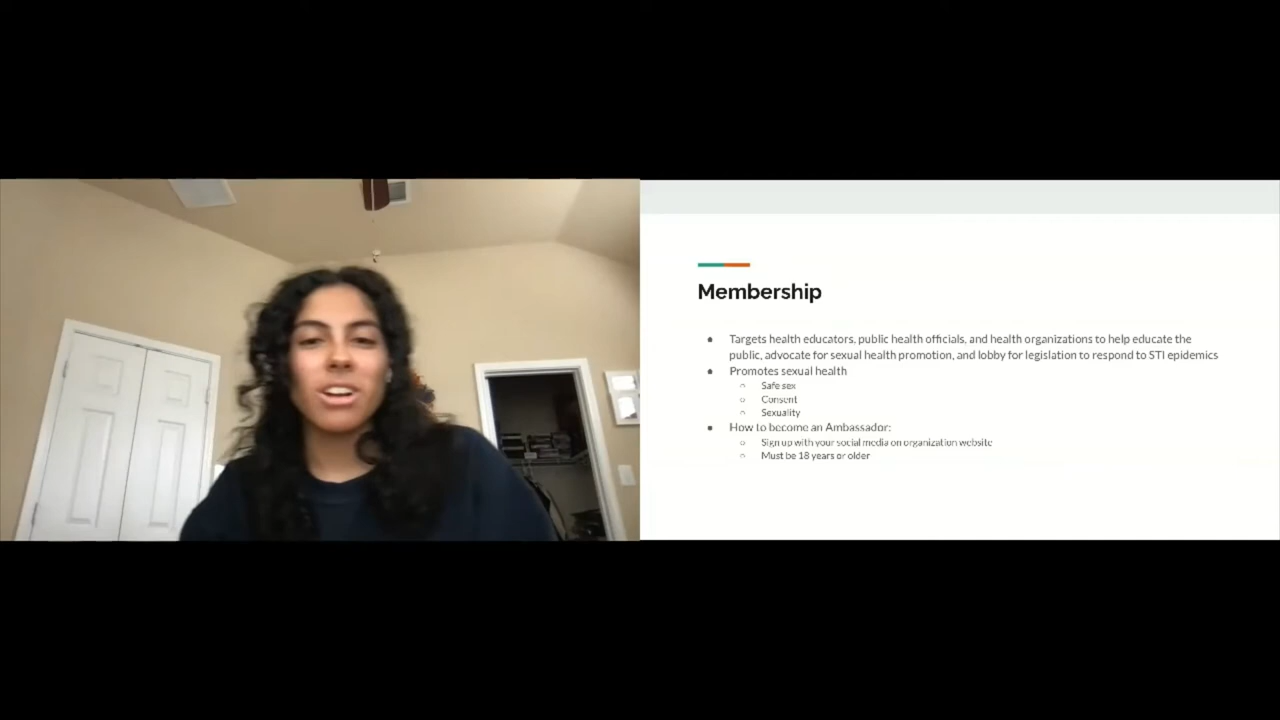 Membership
Targets health educators, public health officials, and health organizations to help educate the
public, advocate for sexual health promotion, and lobby for legislation to respond to STI epidemics
Promotes sexual health
Safe sex
Consent
Sexuality
How to become an Ambassador:
Sign up with your social media on organization website
Must be 18 years or older